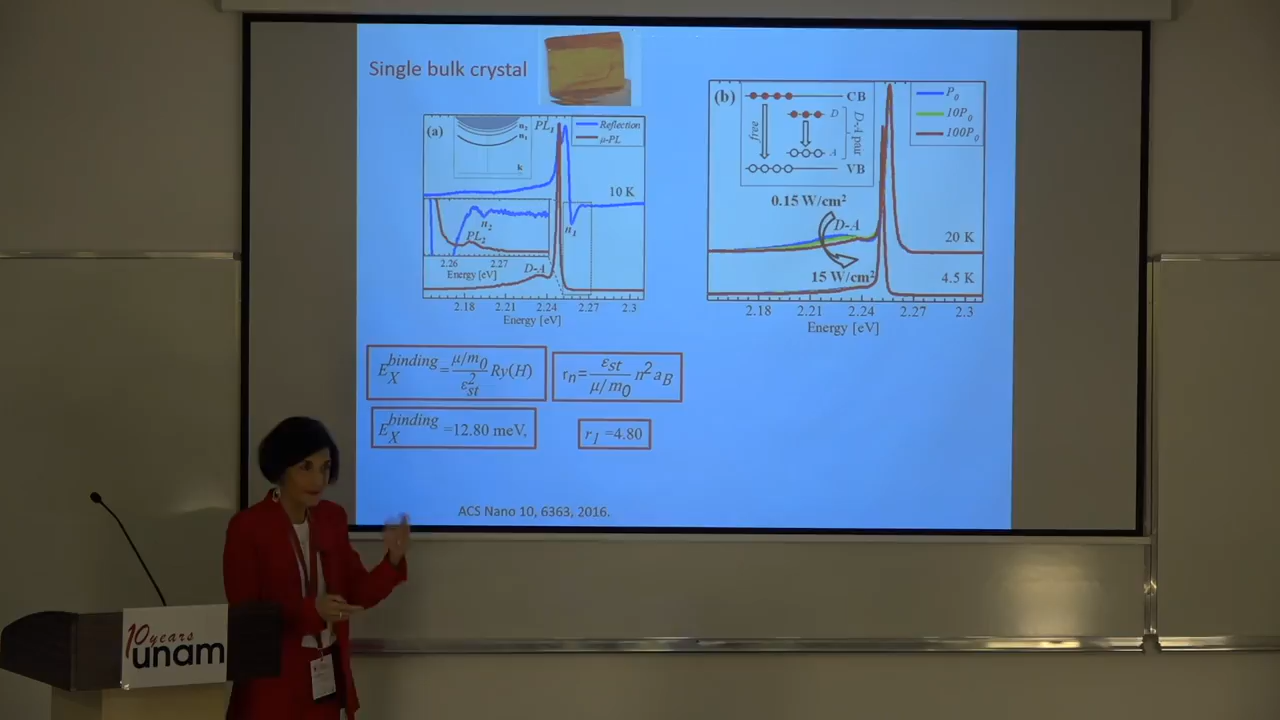 Single bulk crystal
(a)
n₂
n₁
k
PL₁
Reflection
μ-PL
10 K
n₂
PL₂
n₁
2.26 2.27
Energy [eV]
D-A
2.18 2.21 2.24 2.27 2.3
Energy [eV]
(b)
CB
D
free
D-A pair
A
VB
P₀
10P₀
100P₀
0.15 W/cm²
D-A
20 K
15 W/cm²
4.5 K
2.18 2.21 2.24 2.27 2.3
Energy [eV]
E_X^binding = (μ/m₀)/ε_st² Ry(H)
r_n = ε_st/(μ/m₀) n² a_B
E_X^binding =12.80 meV,
r₁ =4.80
ACS Nano 10, 6363, 2016.
10 years
unam